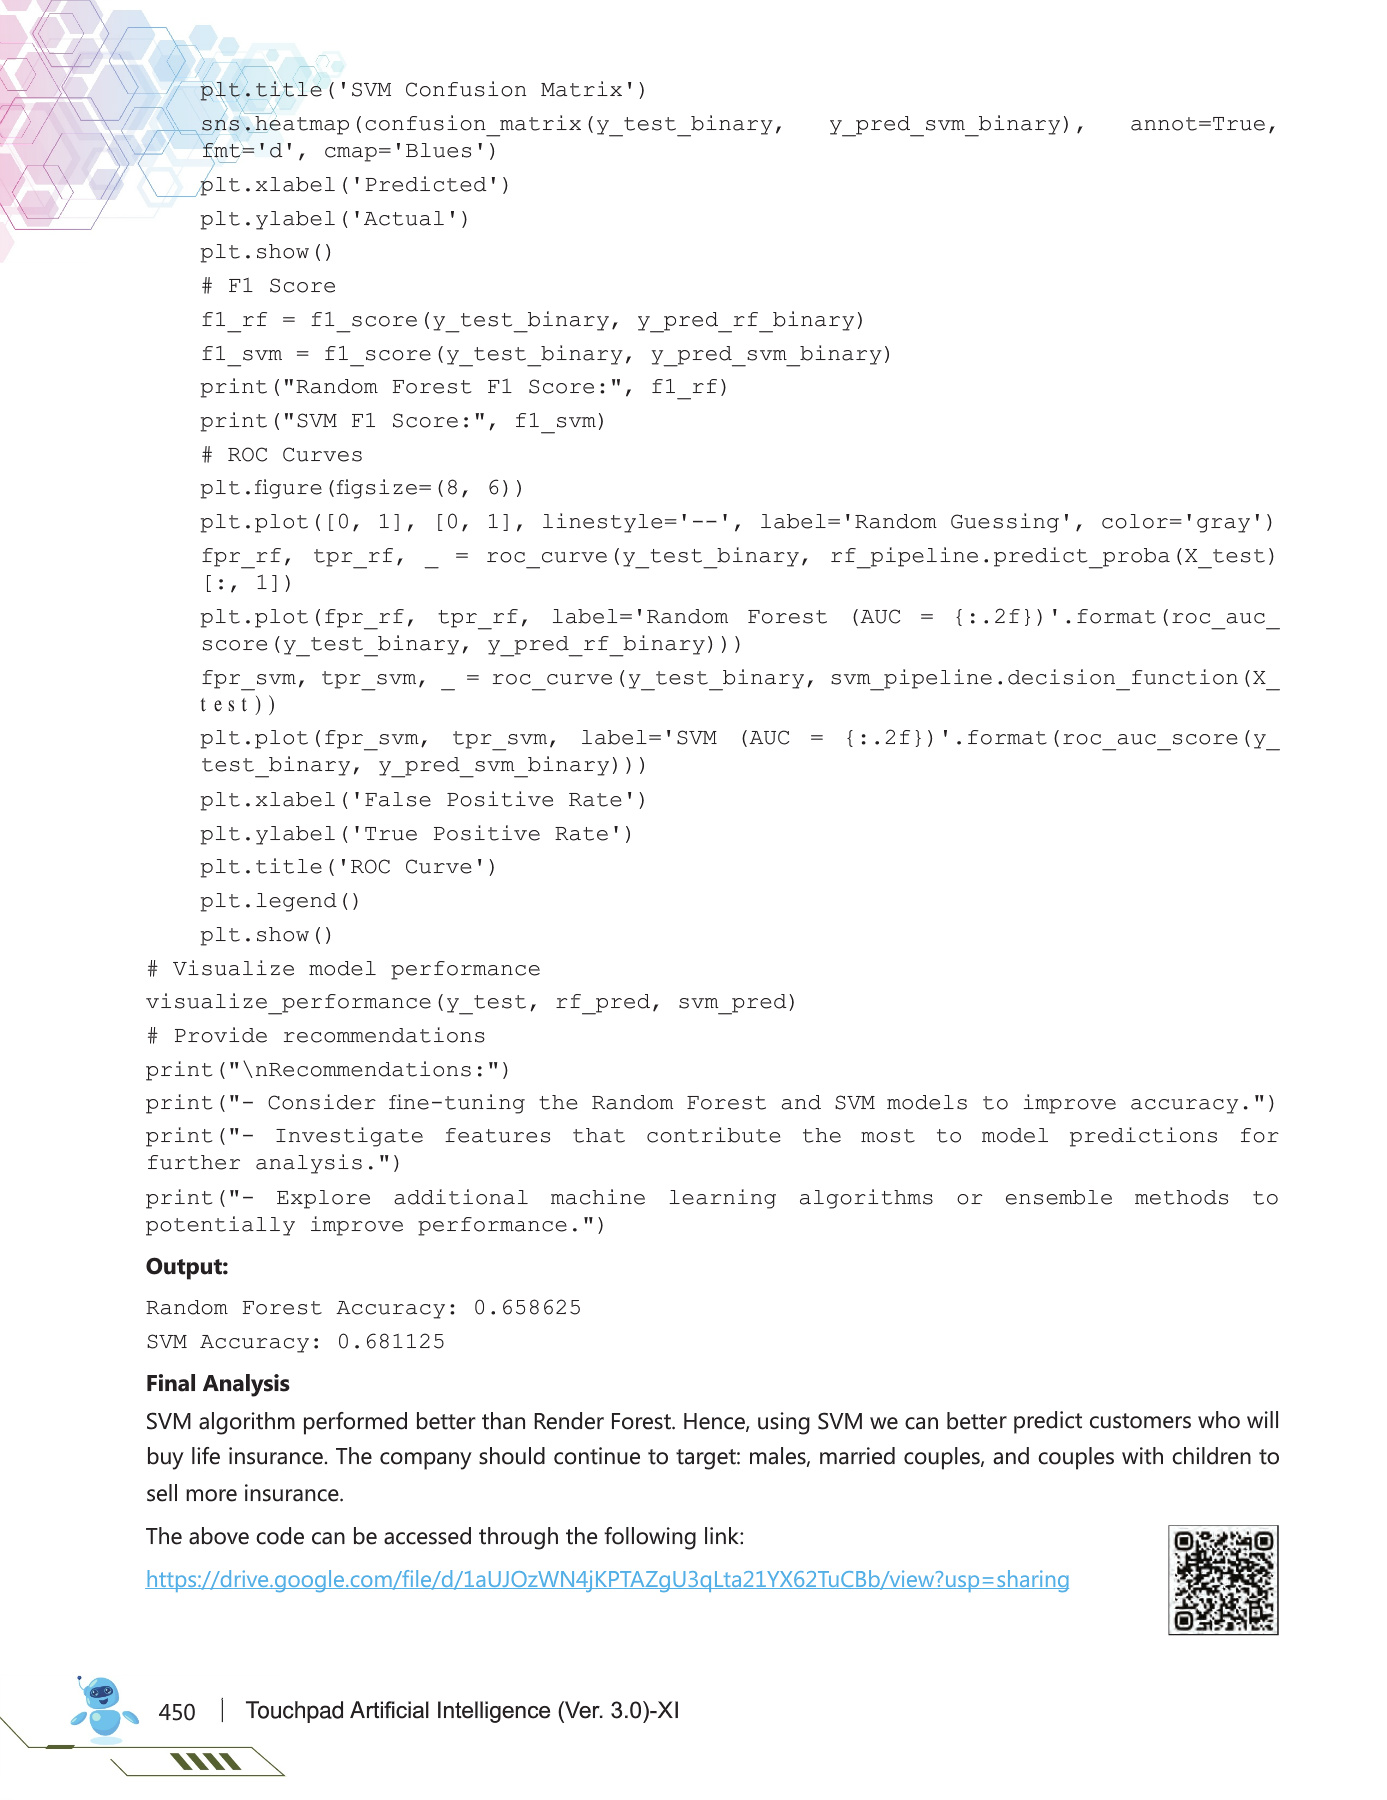 plt.title('SVM Confusion Matrix')
sns.heatmap(confusion_matrix(y_test_binary, y_pred_svm_binary), annot=True,
fmt='d', cmap='Blues')
plt.xlabel('Predicted')
plt.ylabel('Actual')
plt.show()
# F1 Score
f1_rf = f1_score(y_test_binary, y_pred_rf_binary)
f1_svm = f1_score(y_test_binary, y_pred_svm_binary)
print("Random Forest F1 Score:", f1_rf)
print("SVM F1 Score:", f1_svm)
# ROC Curves
plt.figure(figsize=(8, 6))
plt.plot([0, 1], [0, 1], linestyle='--', label='Random Guessing', color='gray')
fpr_rf, tpr_rf, _ = roc_curve(y_test_binary, rf_pipeline.predict_proba(X_test)
[:, 1])
plt.plot(fpr_rf, tpr_rf, label='Random Forest (AUC = {:.2f})'.format(roc_auc_
score(y_test_binary, y_pred_rf_binary)))
fpr_svm, tpr_svm, _ = roc_curve(y_test_binary, svm_pipeline.decision_function(X_
test))
plt.plot(fpr_svm, tpr_svm, label='SVM (AUC = {:.2f})'.format(roc_auc_score(y_
test_binary, y_pred_svm_binary)))
plt.xlabel('False Positive Rate')
plt.ylabel('True Positive Rate')
plt.title('ROC Curve')
plt.legend()
plt.show()
# Visualize model performance
visualize_performance(y_test, rf_pred, svm_pred)
# Provide recommendations
print("\nRecommendations:")
print("- Consider fine-tuning the Random Forest and SVM models to improve accuracy.")
print("- Investigate features that contribute the most to model predictions for
further analysis.")
print("- Explore additional machine learning algorithms or ensemble methods to
potentially improve performance.")
Output:
Random Forest Accuracy: 0.658625
SVM Accuracy: 0.681125
Final Analysis
SVM algorithm performed better than Render Forest. Hence, using SVM we can better predict customers who will
buy life insurance. The company should continue to target: males, married couples, and couples with children to
sell more insurance.
The above code can be accessed through the following link:
https://drive.google.com/file/d/1aUJOzWN4jKPTAZgU3qLta21YX62TuCBb/view?usp=sharing
450 | Touchpad Artificial Intelligence (Ver. 3.0)-XI